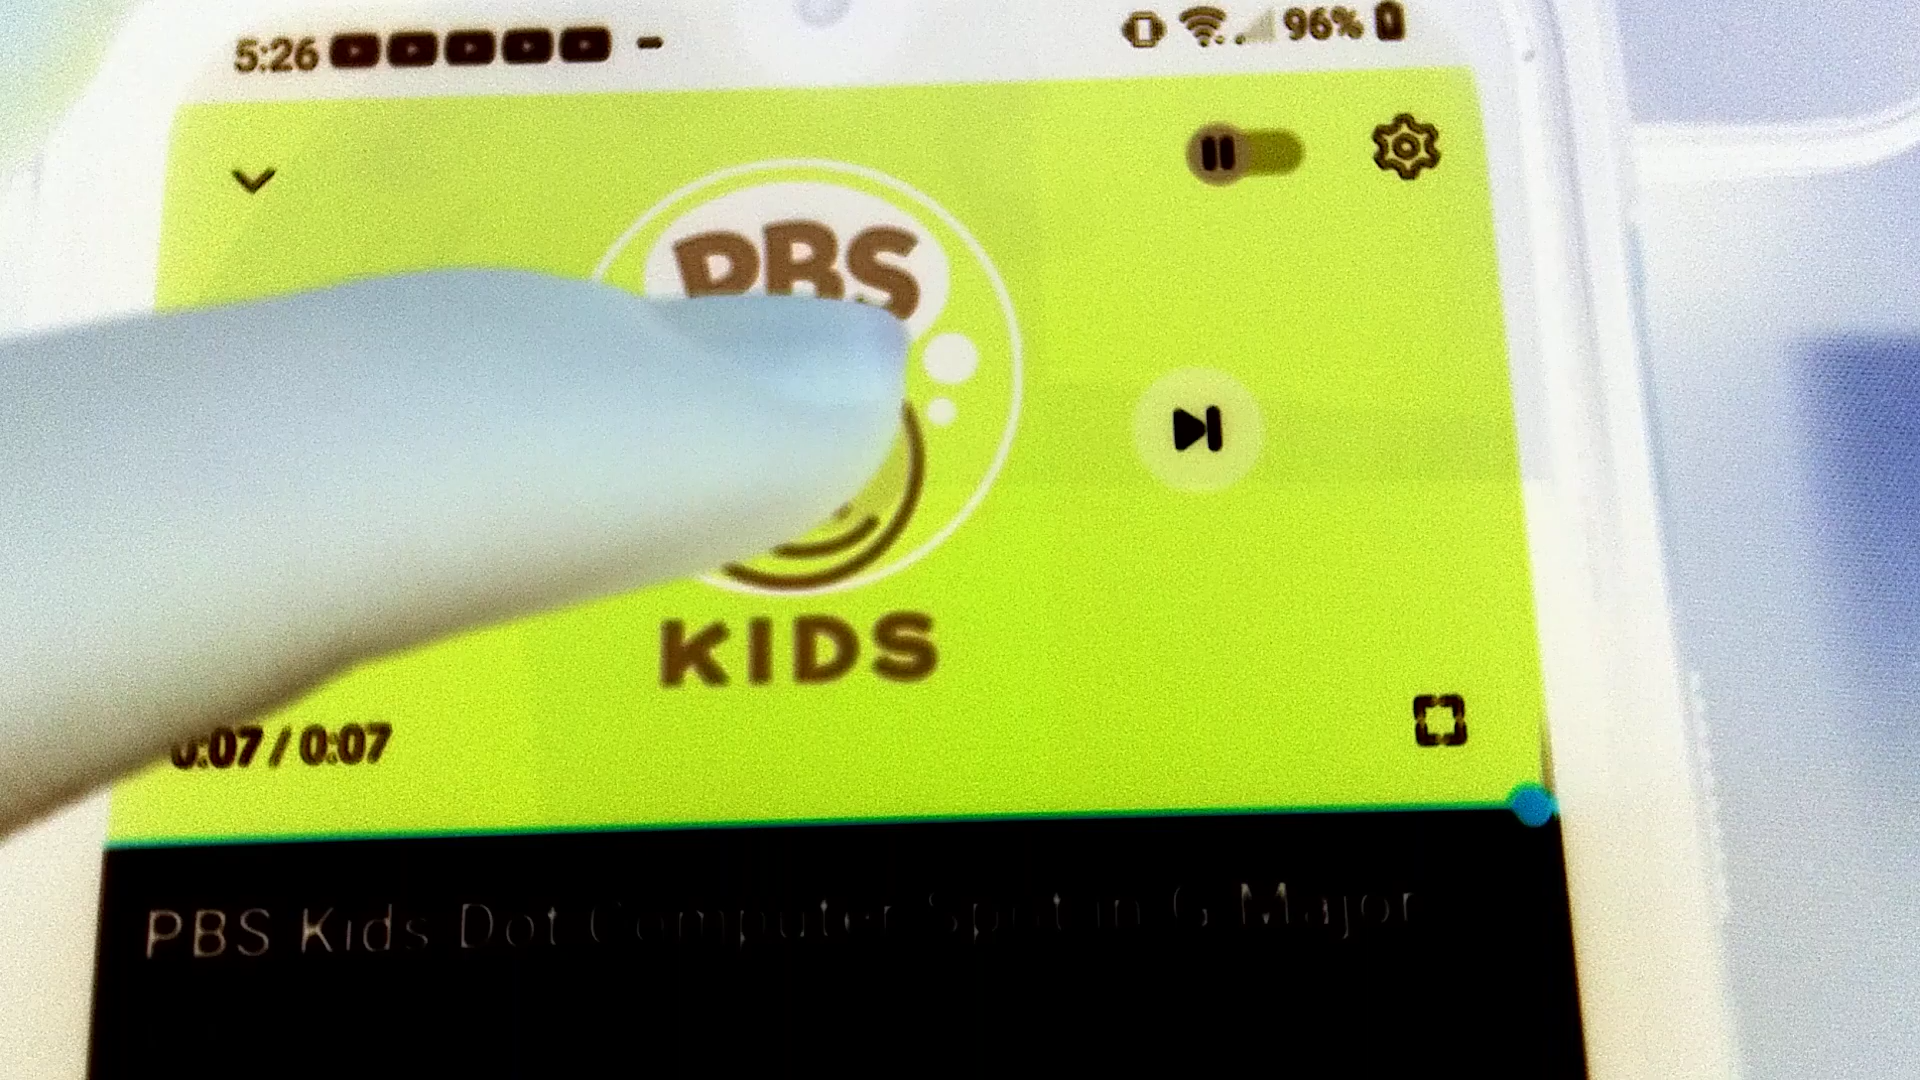 5:26
96%
PBS
KIDS
0:07 / 0:07
PBS Kids Dot Computer Spot in G Major